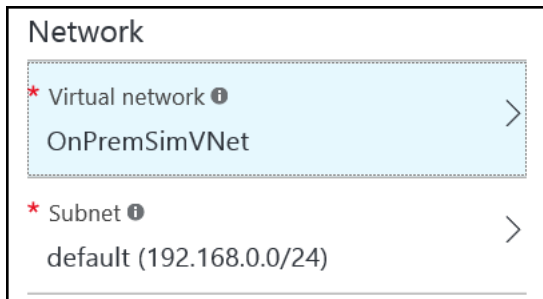 Network
* Virtual network
OnPremSimVNet
* Subnet
default (192.168.0.0/24)